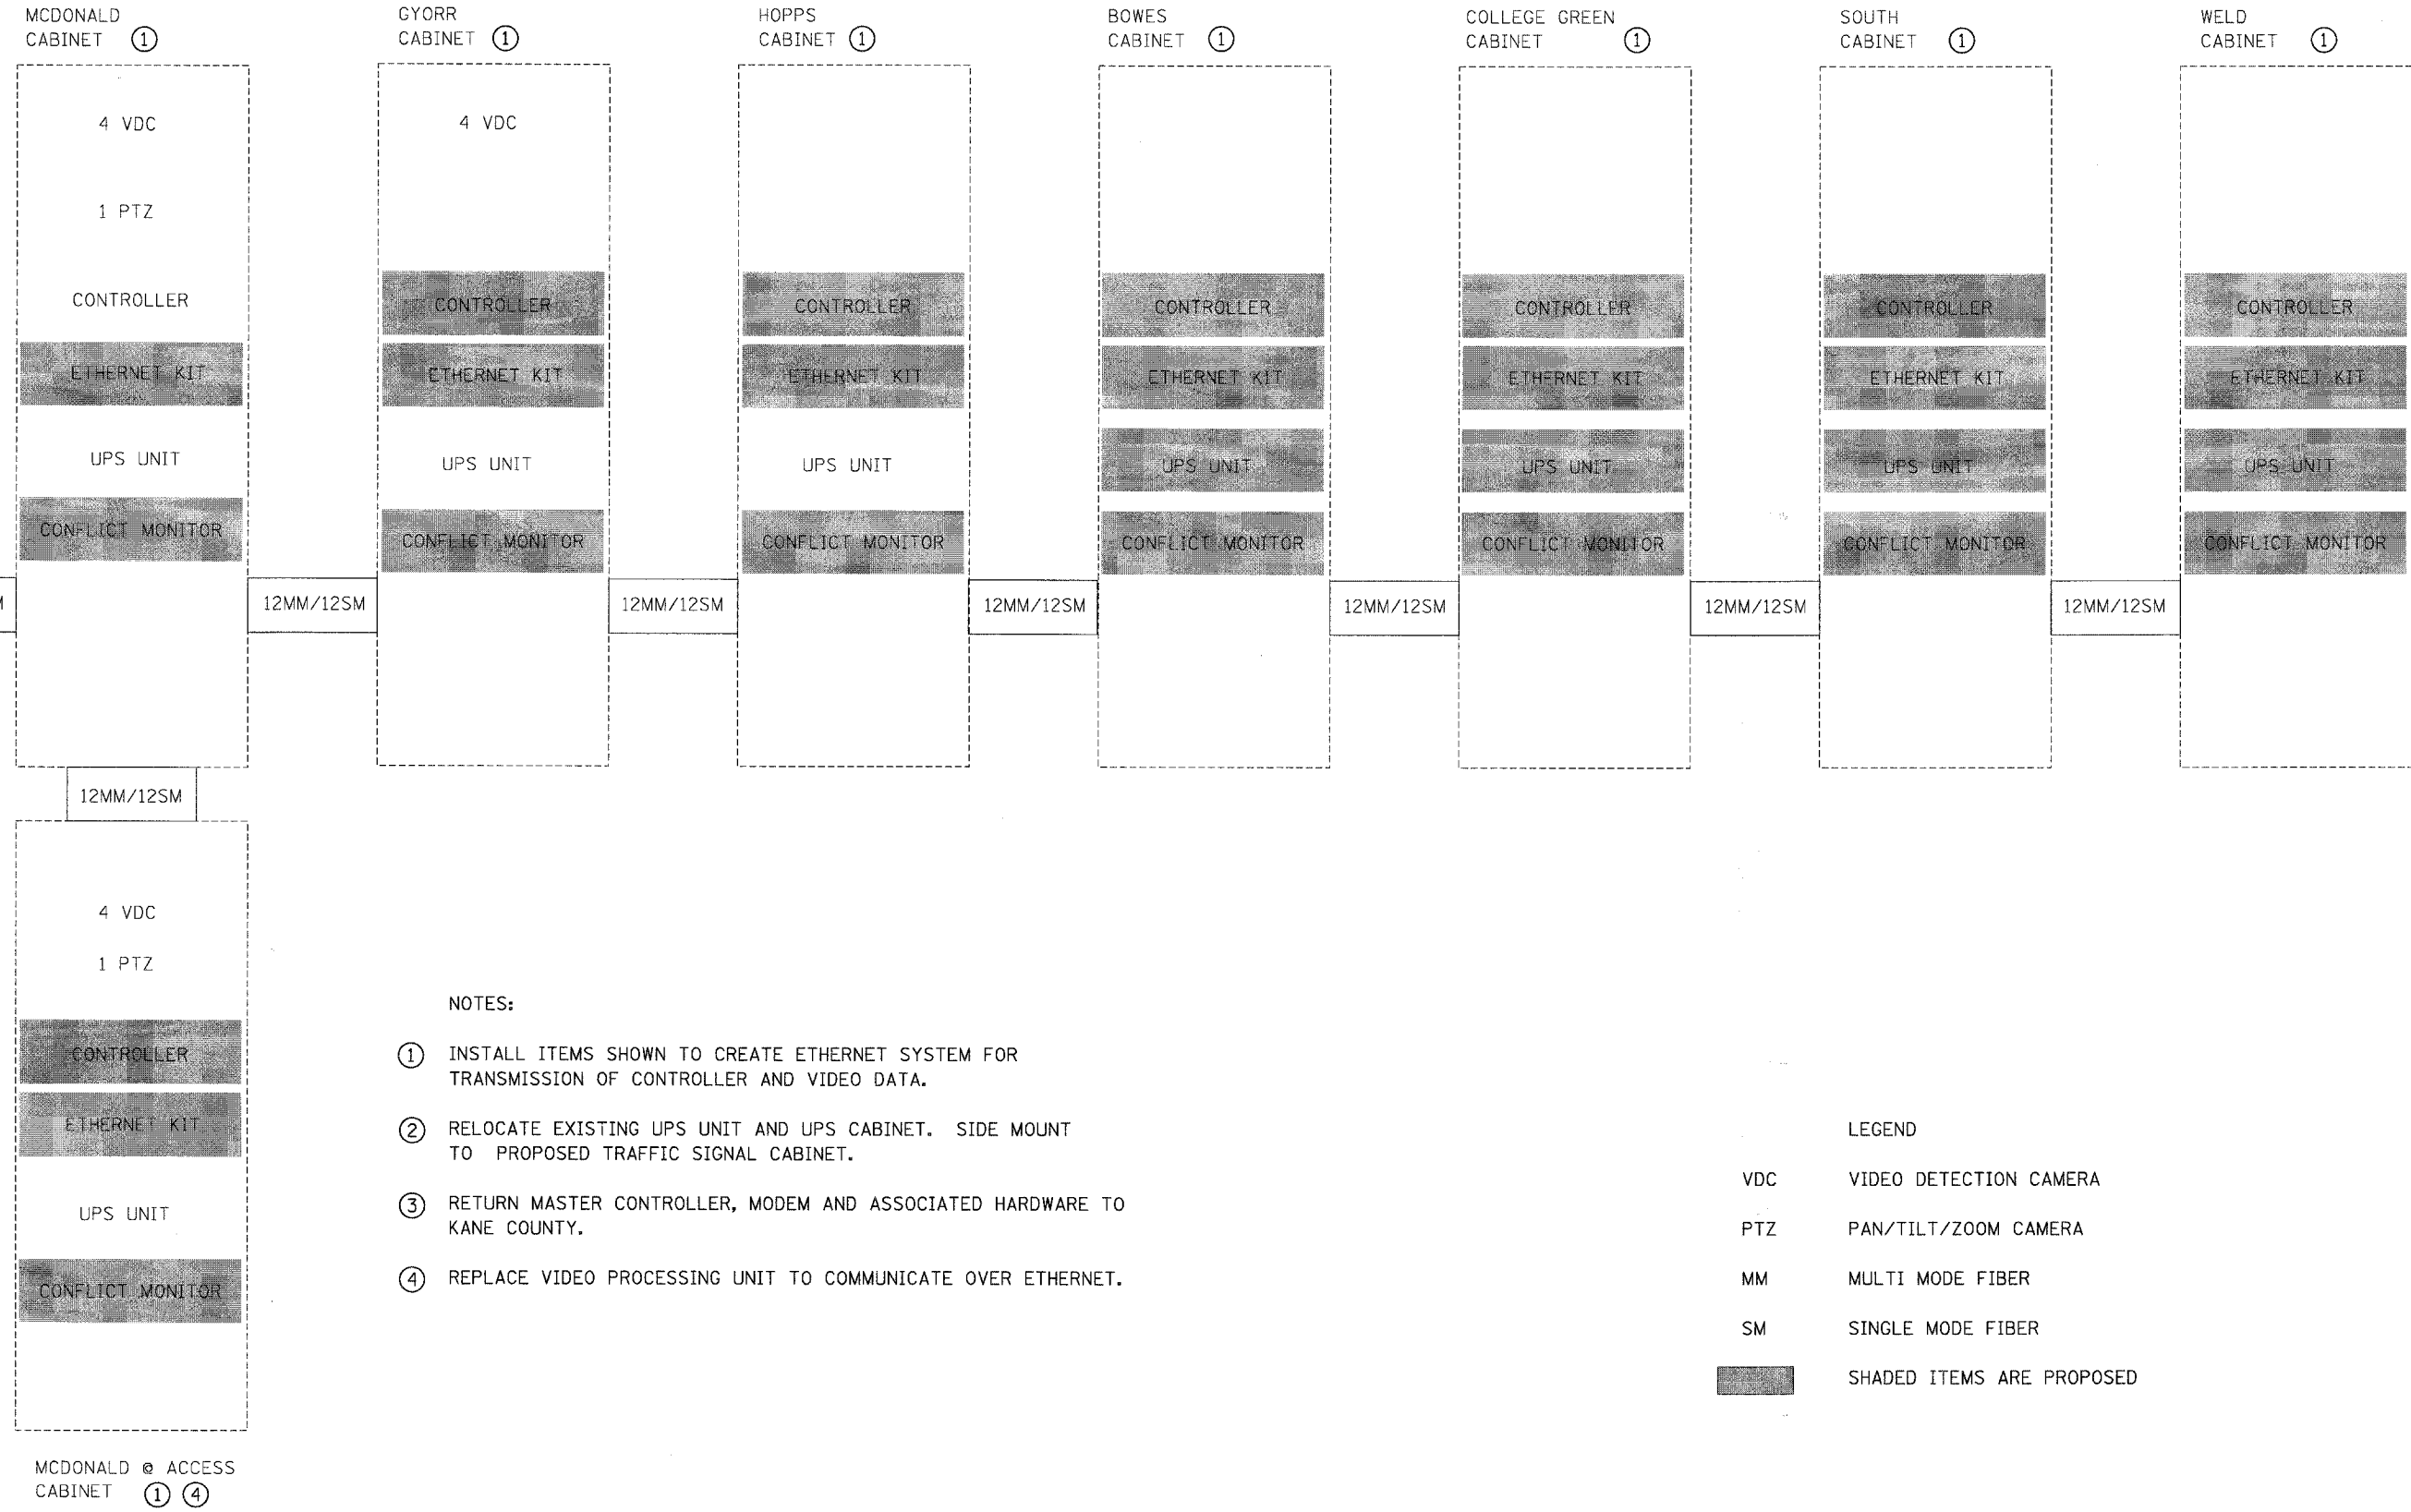 MCDONALD
CABINET ①
GYORR
CABINET ①
HOPPS
CABINET ①
BOWES
CABINET ①
COLLEGE GREEN
CABINET ①
SOUTH
CABINET ①
WELD
CABINET ①
4 VDC
1 PTZ
CONTROLLER
ETHERNET KIT
UPS UNIT
CONFLICT MONITOR
4 VDC
CONTROLLER
ETHERNET KIT
UPS UNIT
CONFLICT MONITOR
CONTROLLER
ETHERNET KIT
UPS UNIT
CONFLICT MONITOR
CONTROLLER
ETHERNET KIT
UPS UNIT
CONFLICT MONITOR
CONTROLLER
ETHERNET KIT
UPS UNIT
CONFLICT MONITOR
CONTROLLER
ETHERNET KIT
UPS UNIT
CONFLICT MONITOR
CONTROLLER
ETHERNET KIT
UPS UNIT
CONFLICT MONITOR
12MM/12SM
12MM/12SM
12MM/12SM
12MM/12SM
12MM/12SM
12MM/12SM
12MM/12SM
4 VDC
1 PTZ
CONTROLLER
ETHERNET KIT
UPS UNIT
CONFLICT MONITOR
MCDONALD @ ACCESS
CABINET ① ④
NOTES:
① INSTALL ITEMS SHOWN TO CREATE ETHERNET SYSTEM FOR
TRANSMISSION OF CONTROLLER AND VIDEO DATA.
② RELOCATE EXISTING UPS UNIT AND UPS CABINET. SIDE MOUNT
TO PROPOSED TRAFFIC SIGNAL CABINET.
③ RETURN MASTER CONTROLLER, MODEM AND ASSOCIATED HARDWARE TO
KANE COUNTY.
④ REPLACE VIDEO PROCESSING UNIT TO COMMUNICATE OVER ETHERNET.
LEGEND
VDC VIDEO DETECTION CAMERA
PTZ PAN/TILT/ZOOM CAMERA
MM MULTI MODE FIBER
SM SINGLE MODE FIBER
SHADED ITEMS ARE PROPOSED